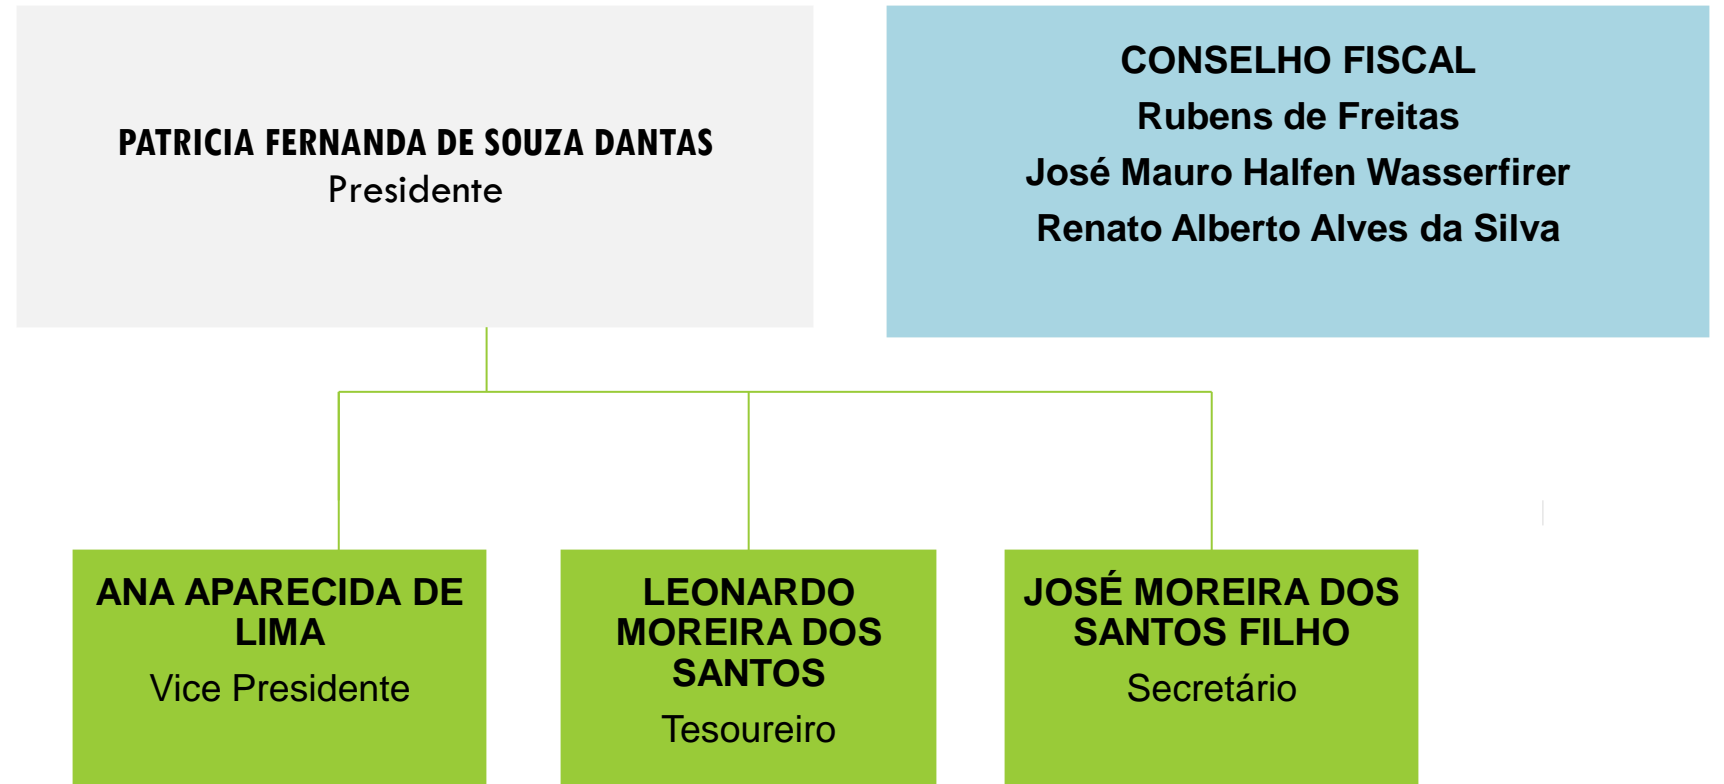 PATRICIA FERNANDA DE SOUZA DANTAS
Presidente
CONSELHO FISCAL
Rubens de Freitas
José Mauro Halfen Wasserfirer
Renato Alberto Alves da Silva
ANA APARECIDA DE
LIMA
Vice Presidente
LEONARDO
MOREIRA DOS
SANTOS
Tesoureiro
JOSÉ MOREIRA DOS
SANTOS FILHO
Secretário